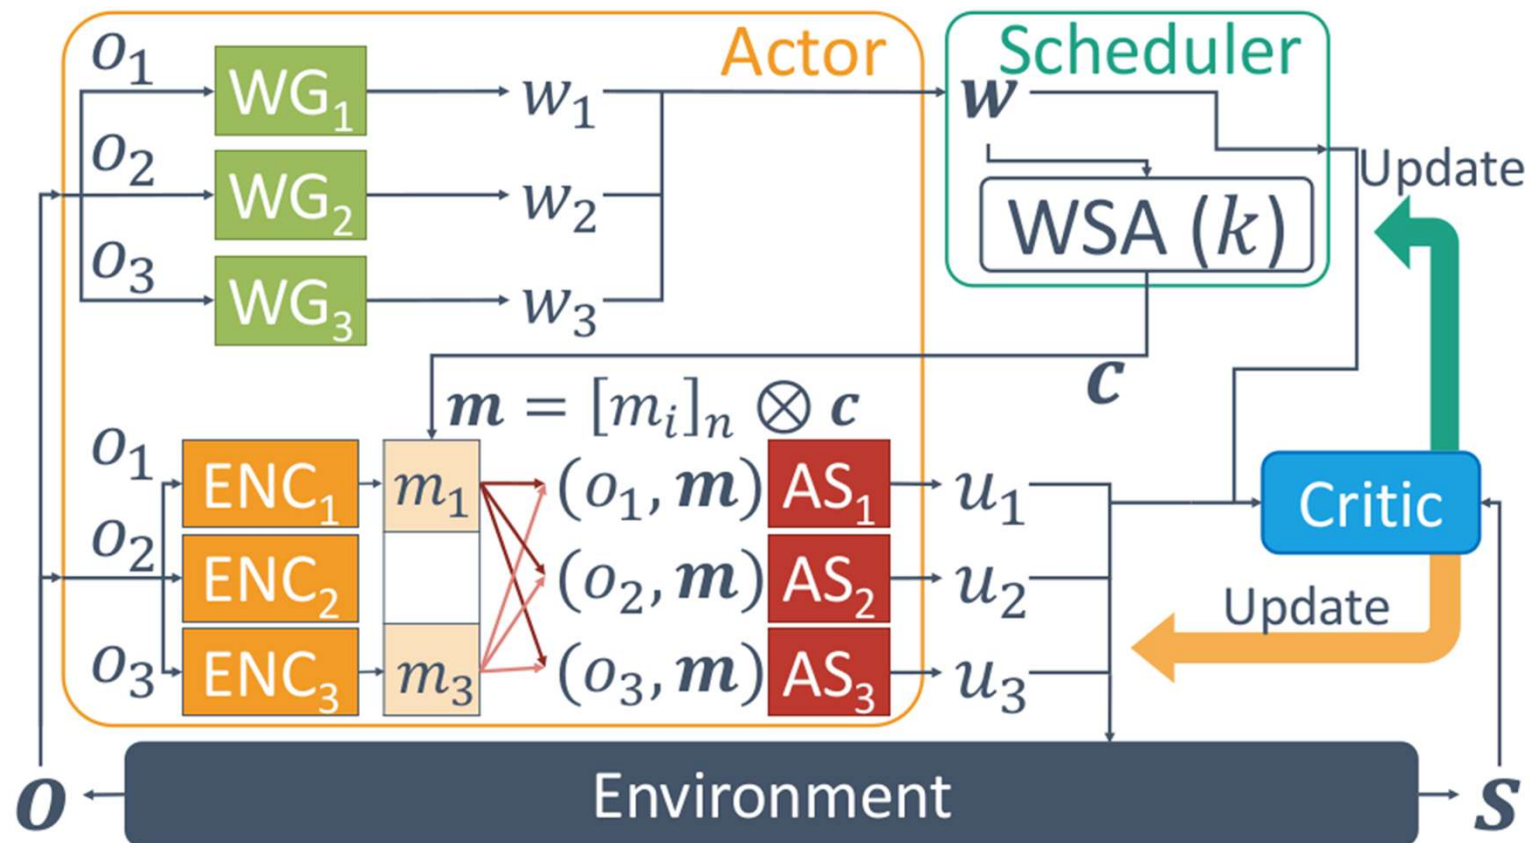 Actor
Scheduler
o₁ WG₁ w₁
w
o₂ WG₂ w₂
Update
WSA (k)
o₃ WG₃ w₃
c
m = [mᵢ]ₙ ⊗ c
o₁ ENC₁ m₁ (o₁, m) AS₁ u₁
Critic
o₂ ENC₂ (o₂, m) AS₂ u₂
Update
o₃ ENC₃ m₃ (o₃, m) AS₃ u₃
o Environment s